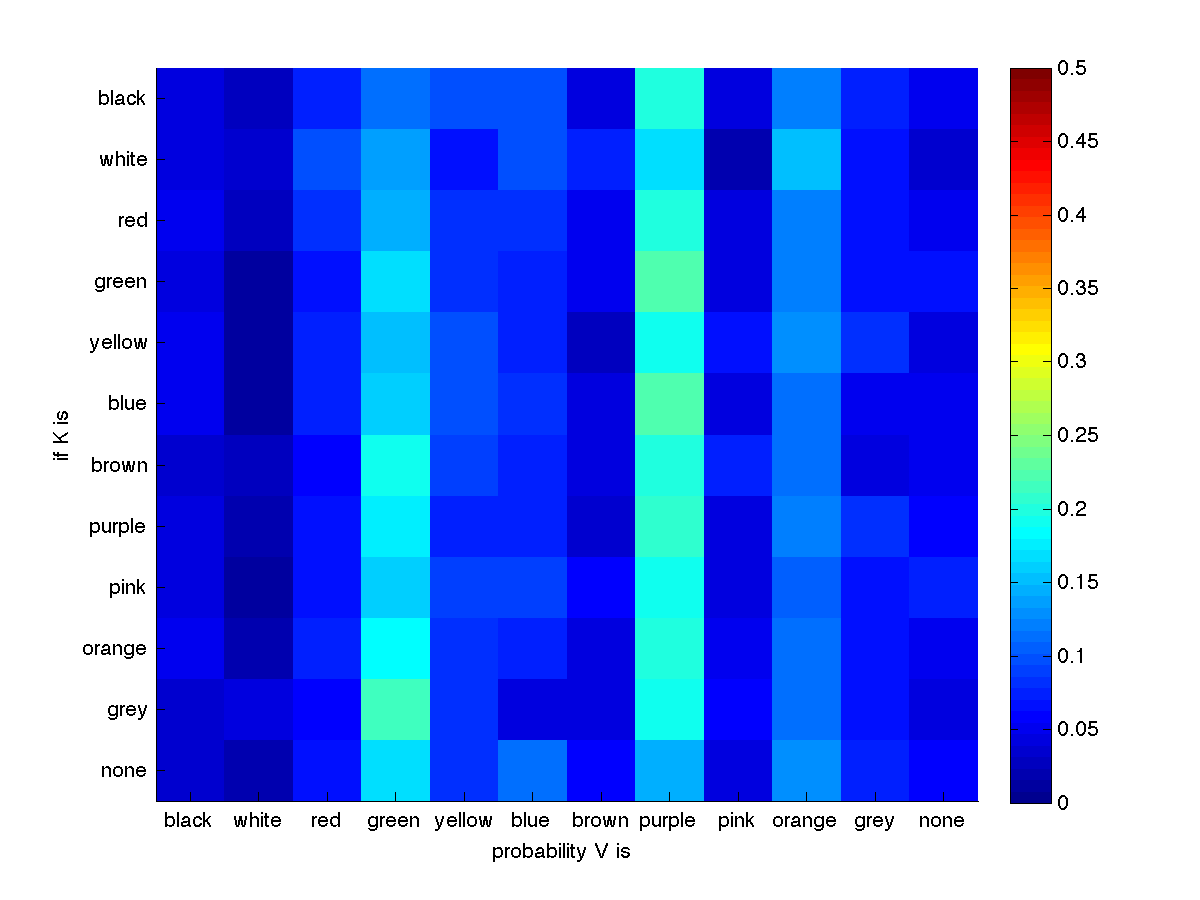 black
white
red
green
yellow
blue
brown
purple
pink
orange
grey
none
if K is
black white red green yellow blue brown purple pink orange grey none
probability V is
0.5
0.45
0.4
0.35
0.3
0.25
0.2
0.15
0.1
0.05
0